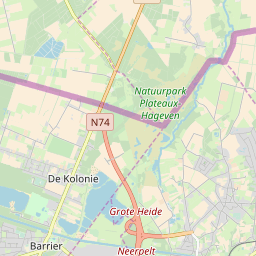 Natuurpark
Plateaux
Hageven
N74
De Kolonie
Grote Heide
Barrier
Neerpelt